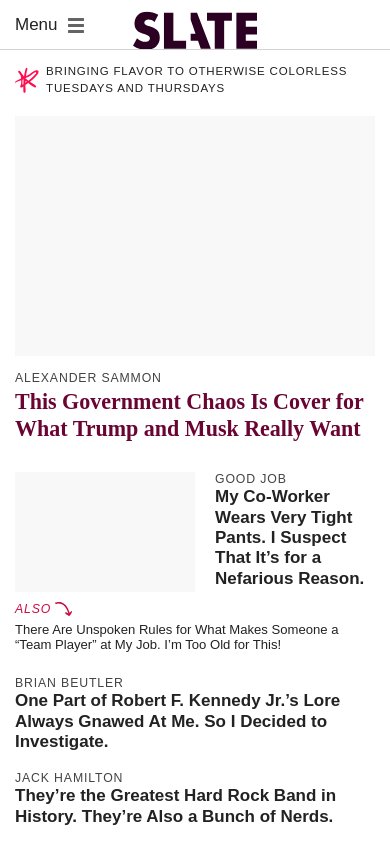 Menu
SLATE
BRINGING FLAVOR TO OTHERWISE COLORLESS
TUESDAYS AND THURSDAYS
ALEXANDER SAMMON
This Government Chaos Is Cover for
What Trump and Musk Really Want
GOOD JOB
My Co-Worker
Wears Very Tight
Pants. I Suspect
That It’s for a
Nefarious Reason.
ALSO
There Are Unspoken Rules for What Makes Someone a
“Team Player” at My Job. I’m Too Old for This!
BRIAN BEUTLER
One Part of Robert F. Kennedy Jr.’s Lore
Always Gnawed At Me. So I Decided to
Investigate.
JACK HAMILTON
They’re the Greatest Hard Rock Band in
History. They’re Also a Bunch of Nerds.